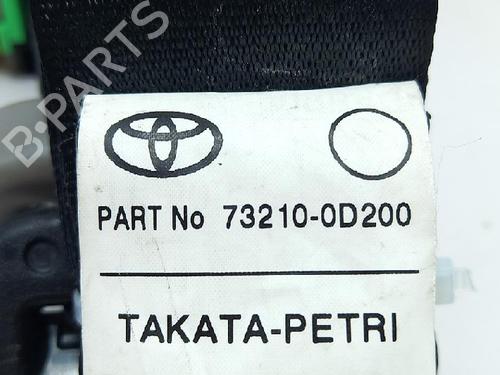 B-PARTS
PART No 73210-0D200
TAKATA-PETRI